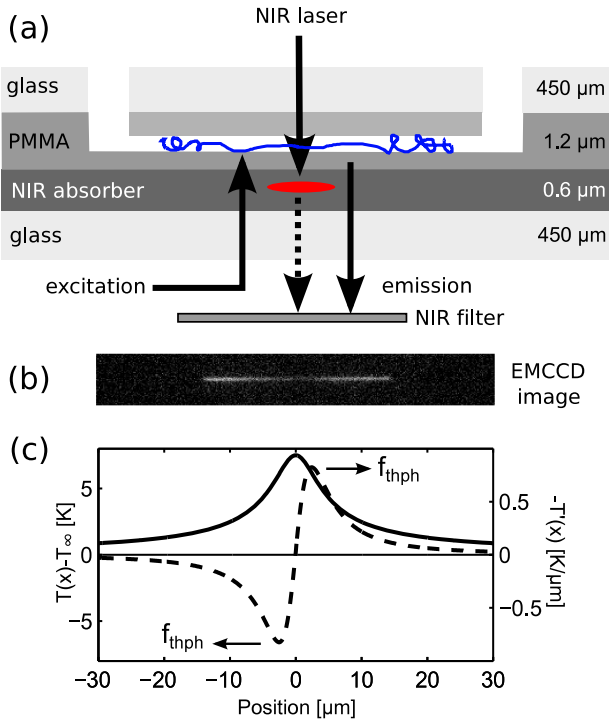 (a)
NIR laser
glass
450 µm
PMMA
1.2 µm
NIR absorber
0.6 µm
glass
450 µm
excitation
emission
NIR filter
(b)
EMCCD
image
(c)
T(x)-T∞ [K]
5
0
−5
f_thph
f_thph
0.5
0
−0.5
-T'(x) [K/µm]
−30
−20
−10
0
10
20
30
Position [µm]